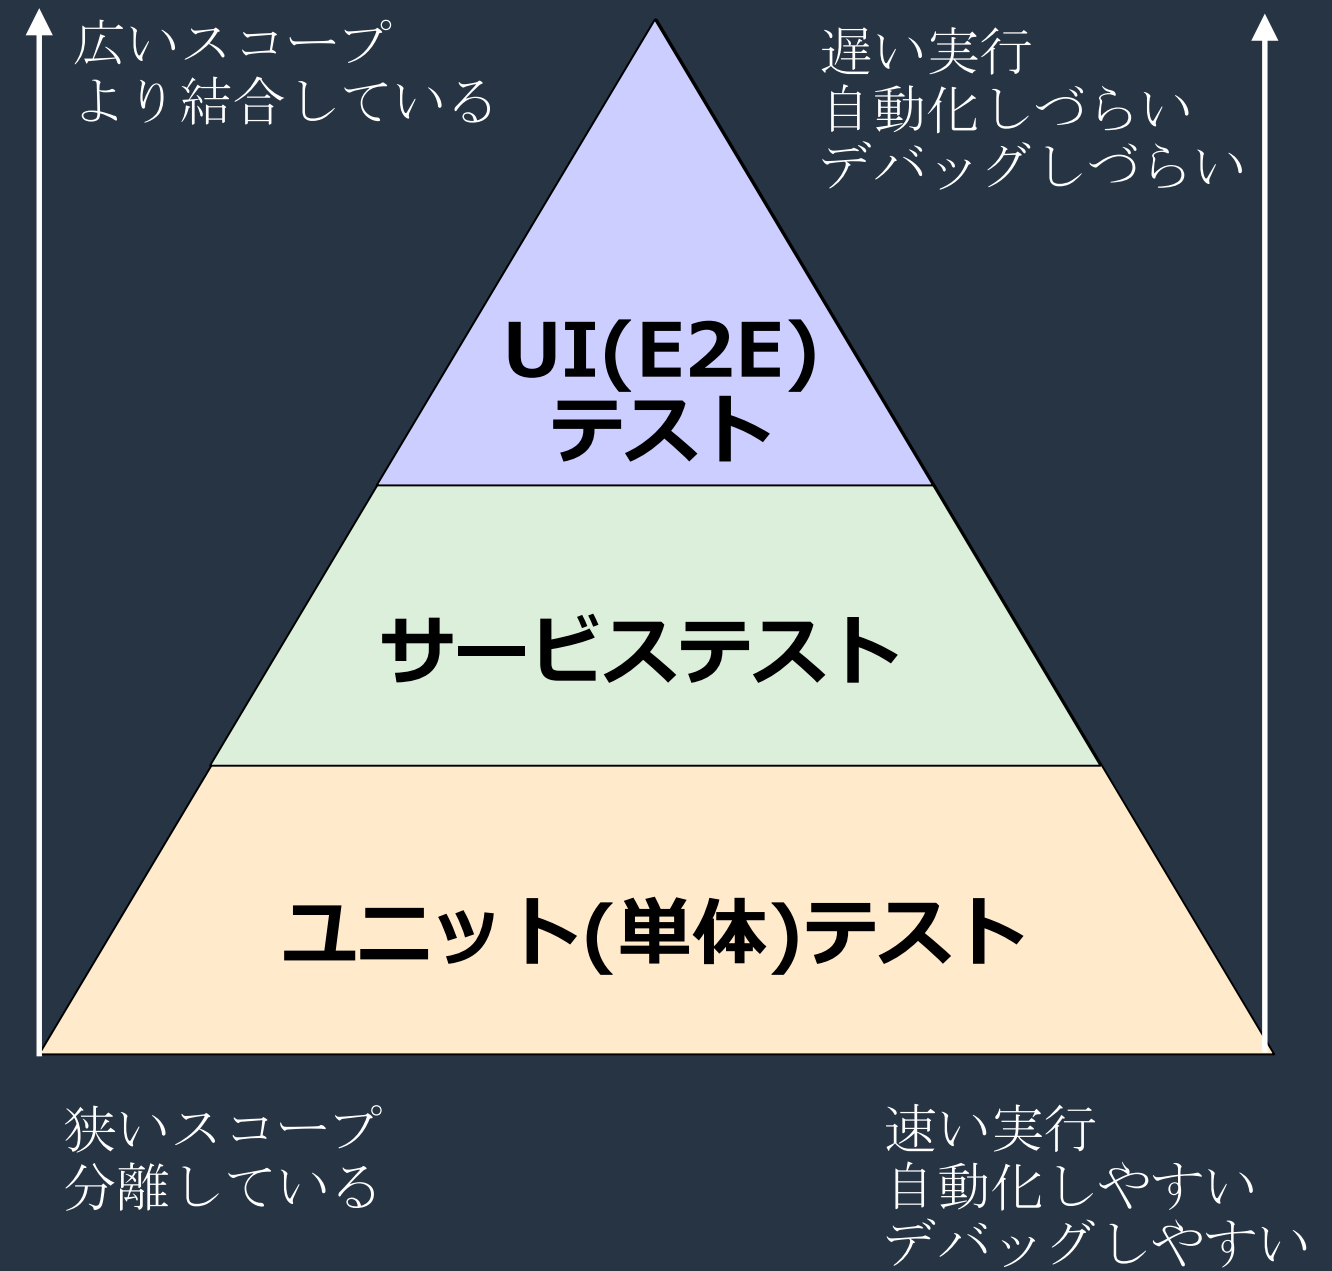 広いスコープ
より結合している
遅い実行
自動化しづらい
デバッグしづらい
UI(E2E)
テスト
サービステスト
ユニット(単体)テスト
狭いスコープ
分離している
速い実行
自動化しやすい
デバッグしやすい